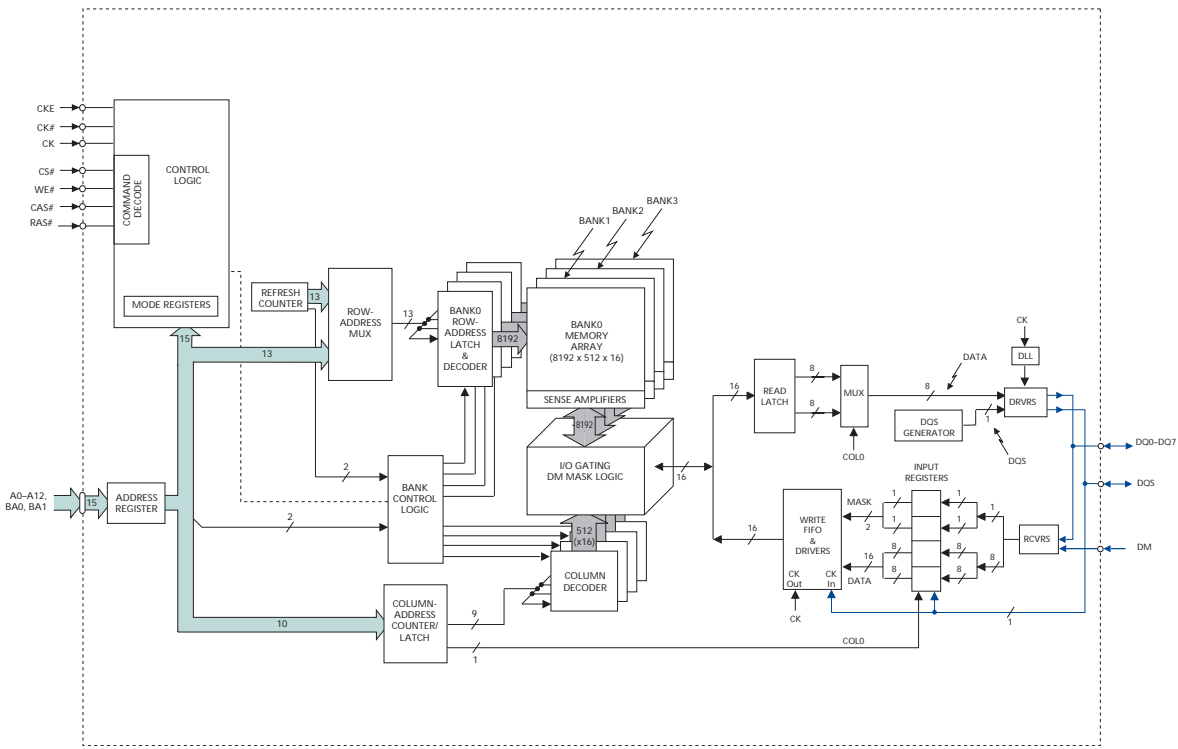 CKE
CK#
CK
CS#
WE#
CAS#
RAS#
COMMAND
DECODE
CONTROL
LOGIC
MODE REGISTERS
15
REFRESH
COUNTER
13
13
ROW-
ADDRESS
MUX
13
BANK0
ROW-
ADDRESS
LATCH
&
DECODER
8192
BANK1
BANK2
BANK3
BANK0
MEMORY
ARRAY
(8192 x 512 x 16)
SENSE AMPLIFIERS
8192
I/O GATING
DM MASK LOGIC
16
512
(x16)
COLUMN
DECODER
A0–A12,
BA0, BA1
15
ADDRESS
REGISTER
2
2
BANK
CONTROL
LOGIC
10
COLUMN-
ADDRESS
COUNTER/
LATCH
9
1
COL0
16
READ
LATCH
8
8
MUX
COL0
8
DATA
DQS
GENERATOR
1
DQS
CK
DLL
DRVRS
DQ0–DQ7
DQS
DM
INPUT
REGISTERS
16
WRITE
FIFO
&
DRIVERS
CK
Out
CK
In
CK
MASK
2
16
DATA
1
1
8
8
1
1
8
8
1
8
RCVRS
1